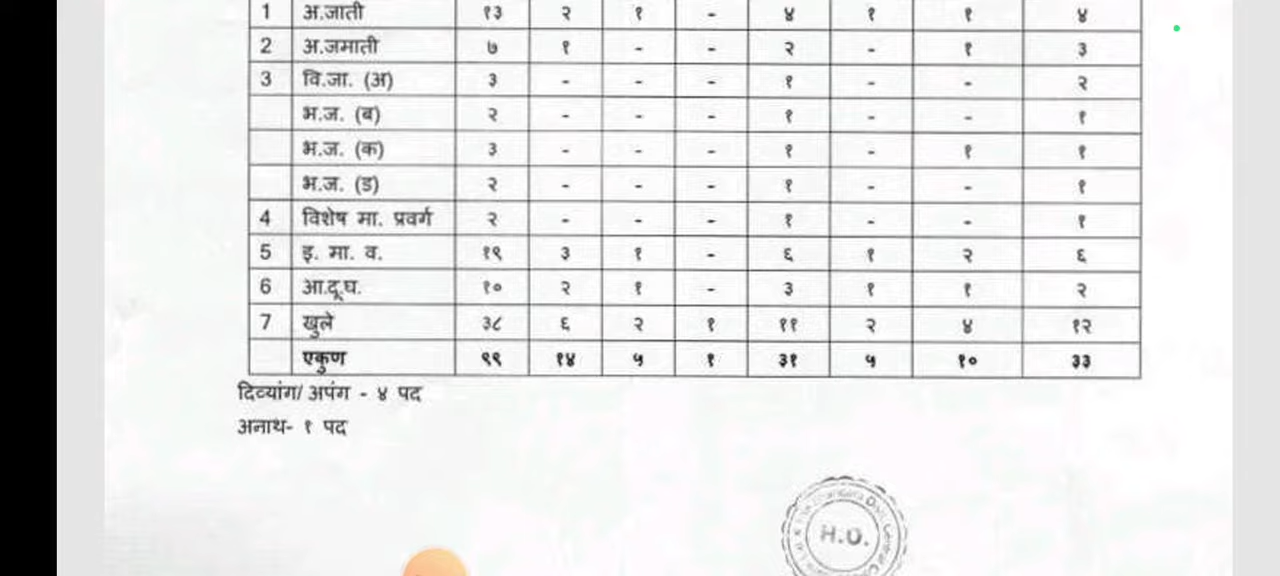 1 अ.जाती १३ २ १ - ४ १ १ ४
2 अ.जमाती ७ १ - - २ - १ ३
3 वि.जा. (अ) ३ - - - १ - - २
भ.ज. (ब) २ - - - १ - - १
भ.ज. (क) ३ - - - १ - १ १
भ.ज. (ड) २ - - - १ - - १
4 विशेष मा. प्रवर्ग २ - - - १ - - १
5 इ. मा. व. १९ ३ १ - ६ १ २ ६
6 आ.दू.घ. १० २ १ - ३ १ १ २
7 खुले ३८ ६ २ १ ११ २ ४ १२
एकुण ९९ १४ ५ १ ३१ ५ १० ३३
दिव्यांग/ अपंग - ४ पद
अनाथ- १ पद
H.O.